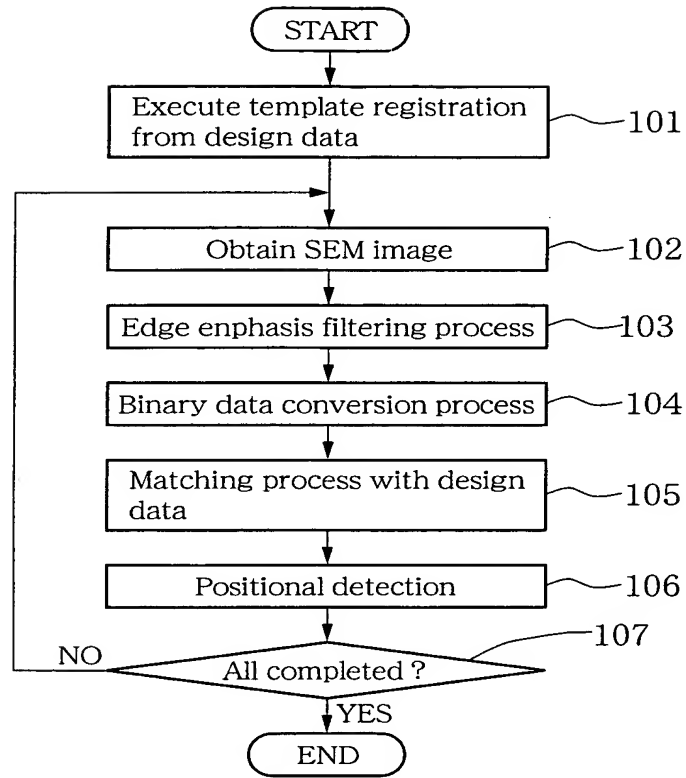 START
Execute template registration
from design data
101
Obtain SEM image
102
Edge enphasis filtering process
103
Binary data conversion process
104
Matching process with design
data
105
Positional detection
106
107
NO
All completed ?
YES
END